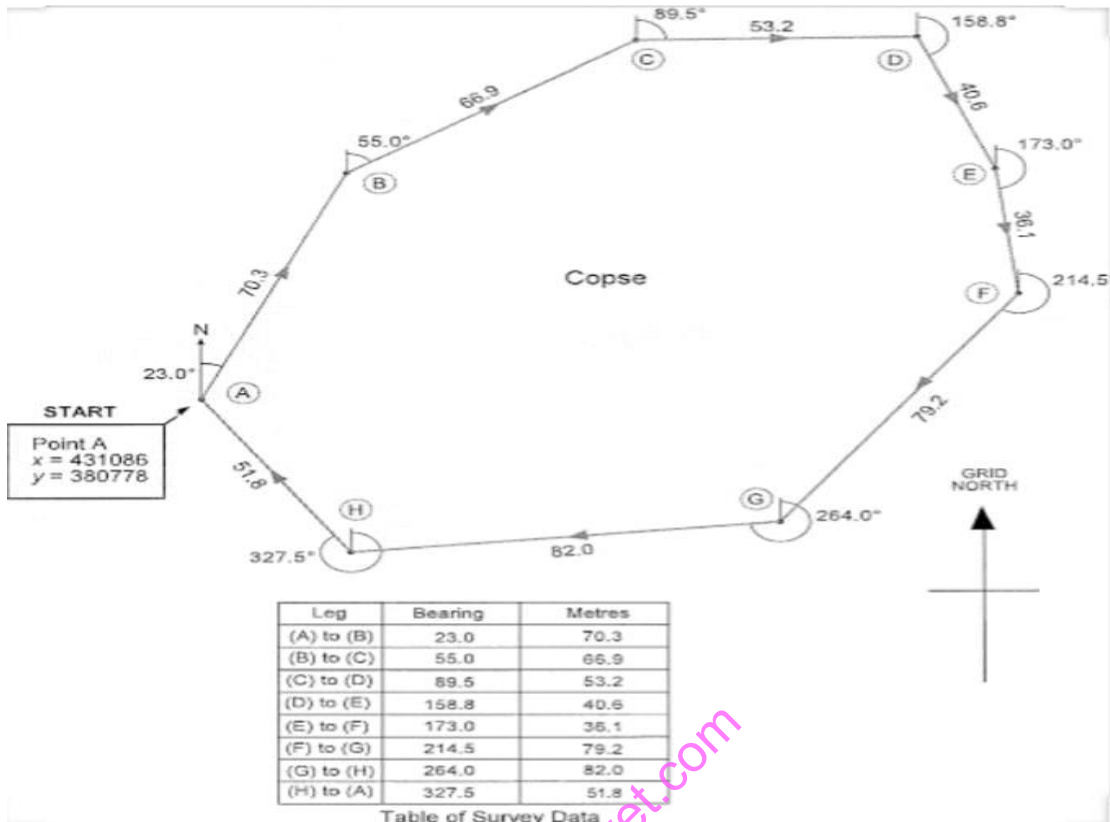 89.5°
53.2
158.8°
C
D
66.9
40.6
55.0°
173.0°
B
E
36.1
Copse
70.3
F
214.5
N
23.0°
A
START
Point A
x = 431086
y = 380778
79.2
51.8
GRID
NORTH
H
G
264.0°
327.5°
82.0
Leg Bearing Metres
(A) to (B) 23.0 70.3
(B) to (C) 55.0 66.9
(C) to (D) 89.5 53.2
(D) to (E) 158.8 40.6
(E) to (F) 173.0 36.1
(F) to (G) 214.5 79.2
(G) to (H) 264.0 82.0
(H) to (A) 327.5 51.8
Table of Survey Data
et.com